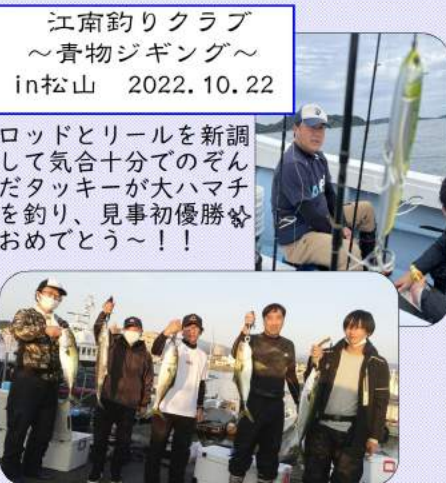 江南釣りクラブ
～青物ジギング～
in松山　2022.10.22
ロッドとリールを新調
して気合十分でのぞん
だタッキーが大ハマチ
を釣り、見事初優勝
おめでとう～！！